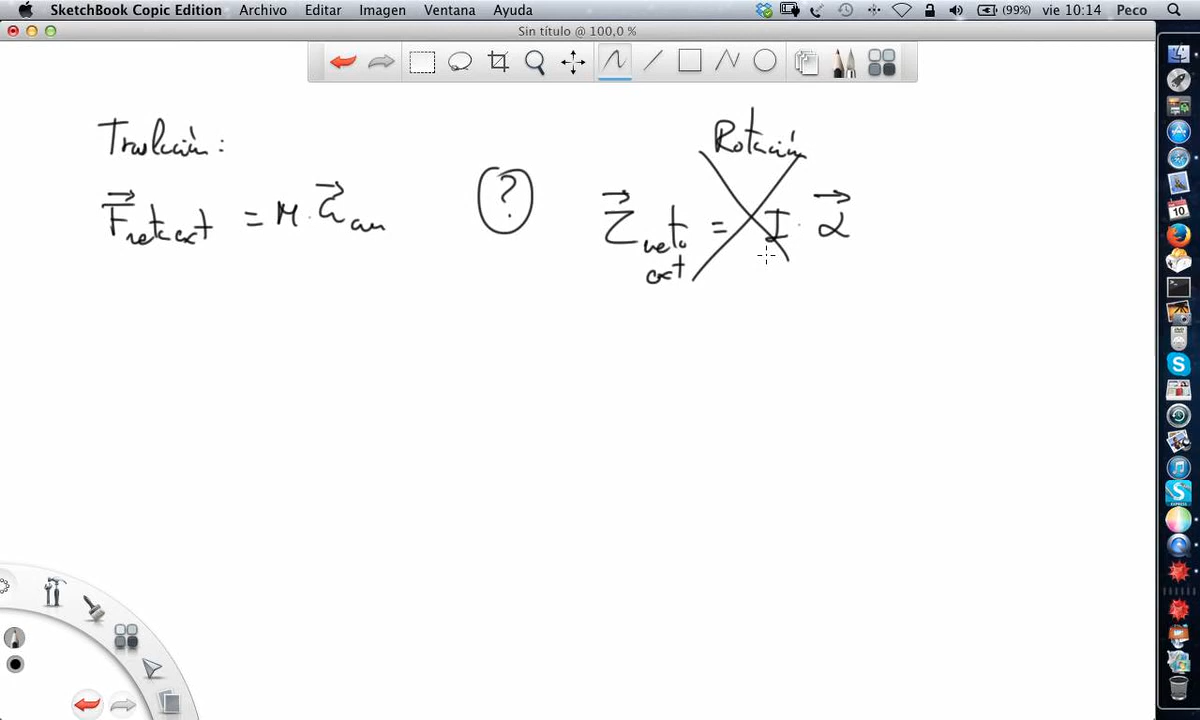 SketchBook Copic Edition Archivo Editar Imagen Ventana Ayuda (99%) vie 10:14 Peco
Sin título @ 100,0 %
Traslación:
Rotación
F neta ext = M · a CM
?
τ neto ext = I · α
10